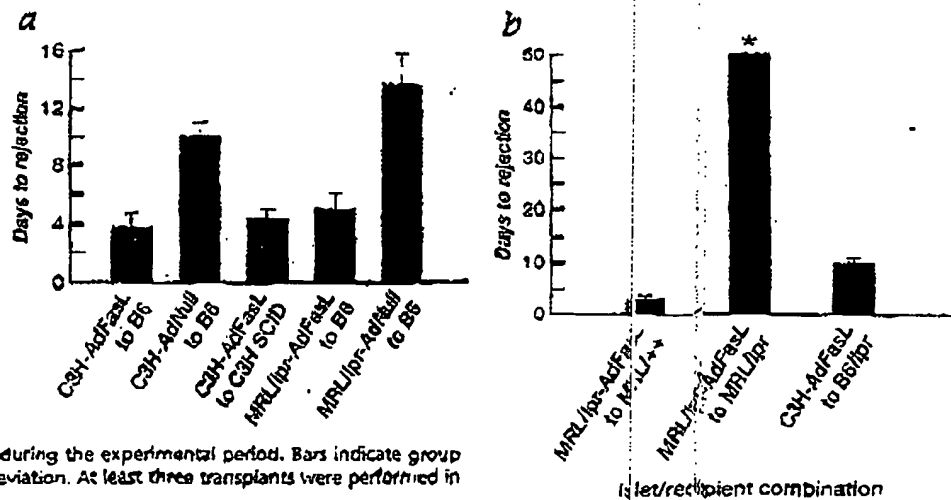 a
16
12
8
4
0
Days to rejection
C3H-AdFasL
to B6
C3H-AdNull
to B6
C3H-AdFasL
to C3H SCID
MRL/lpr-AdFasL
to B6
MRL/lpr-AdNull
to B6
b
50
40
30
20
10
0
Days to rejection
*
MRL/lpr-AdFasL
to MRL/++
MRL/lpr-AdFasL
to MRL/lpr
C3H-AdFasL
to B6/lpr
Islet/recipient combination
during the experimental period. Bars indicate group
eviation. At least three transplants were performed in